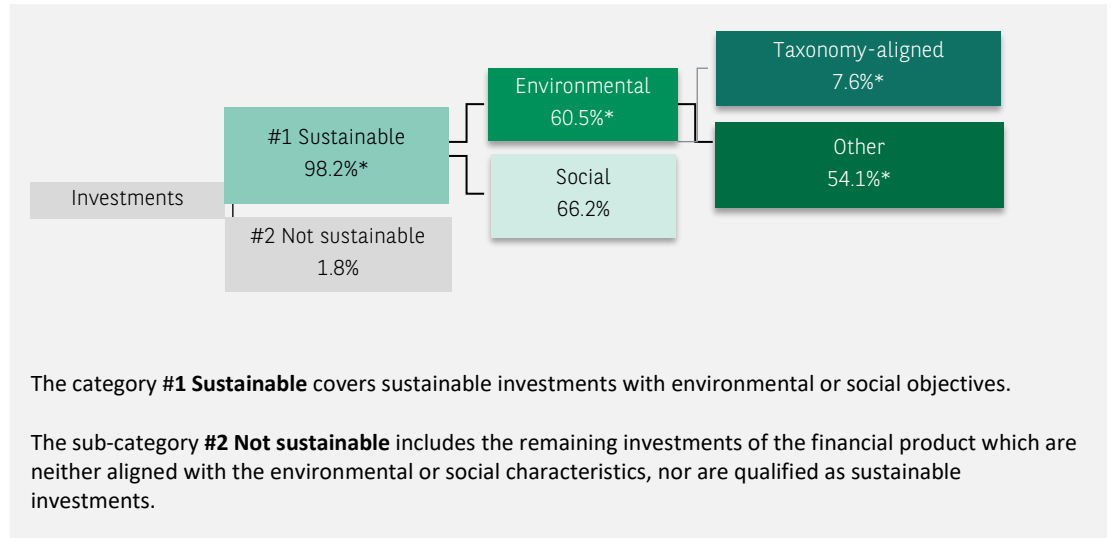 Taxonomy-aligned
7.6%*
Environmental
60.5%*
#1 Sustainable
98.2%*
Other
54.1%*
Social
66.2%
Investments
#2 Not sustainable
1.8%
The category #1 Sustainable covers sustainable investments with environmental or social objectives.
The sub-category #2 Not sustainable includes the remaining investments of the financial product which are
neither aligned with the environmental or social characteristics, nor are qualified as sustainable
investments.